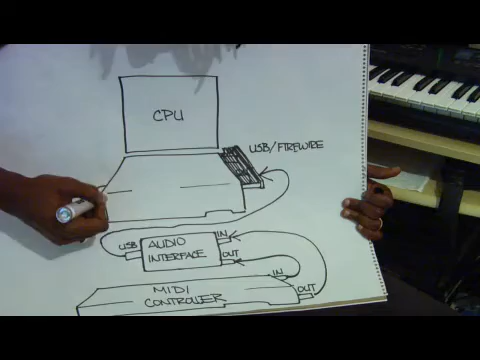 CPU
USB/FIREWIRE
USB
AUDIO
INTERFACE
IN
OUT
IN
MIDI
CONTROLLER
OUT